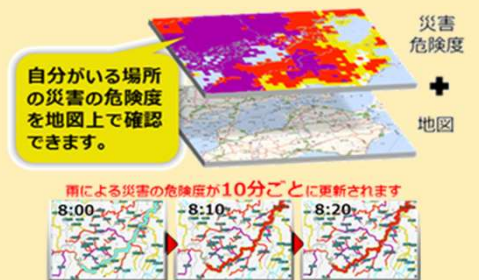 災害
危険度
自分がいる場所
の災害の危険度
を地図上で確認
できます。
地図
雨による災害の危険度が10分ごとに更新されます
8:00
8:10
8:20